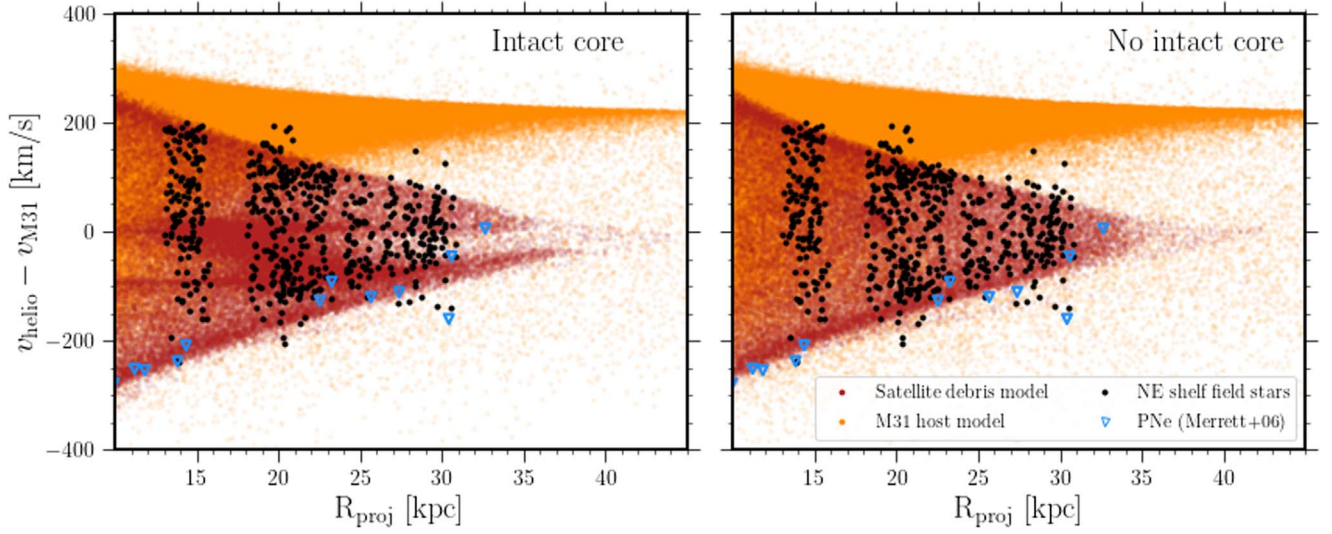 Intact core
No intact core
400
200
0
−200
−400
v_helio − v_M31 [km/s]
Satellite debris model
M31 host model
NE shelf field stars
PNe (Merrett+06)
15 20 25 30 35 40
15 20 25 30 35 40
R_proj [kpc]
R_proj [kpc]